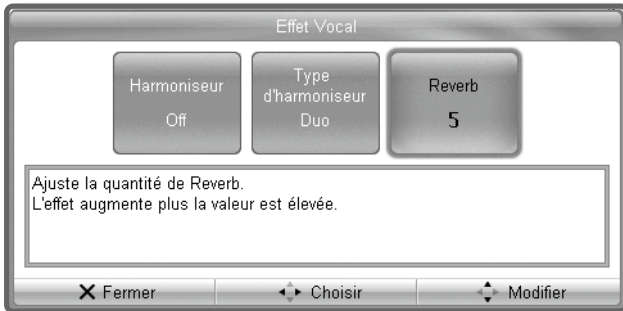 Effet Vocal
Harmoniseur
Off
Type
d'harmoniseur
Duo
Reverb
5
Ajuste la quantité de Reverb.
L'effet augmente plus la valeur est élevée.
Fermer
Choisir
Modifier